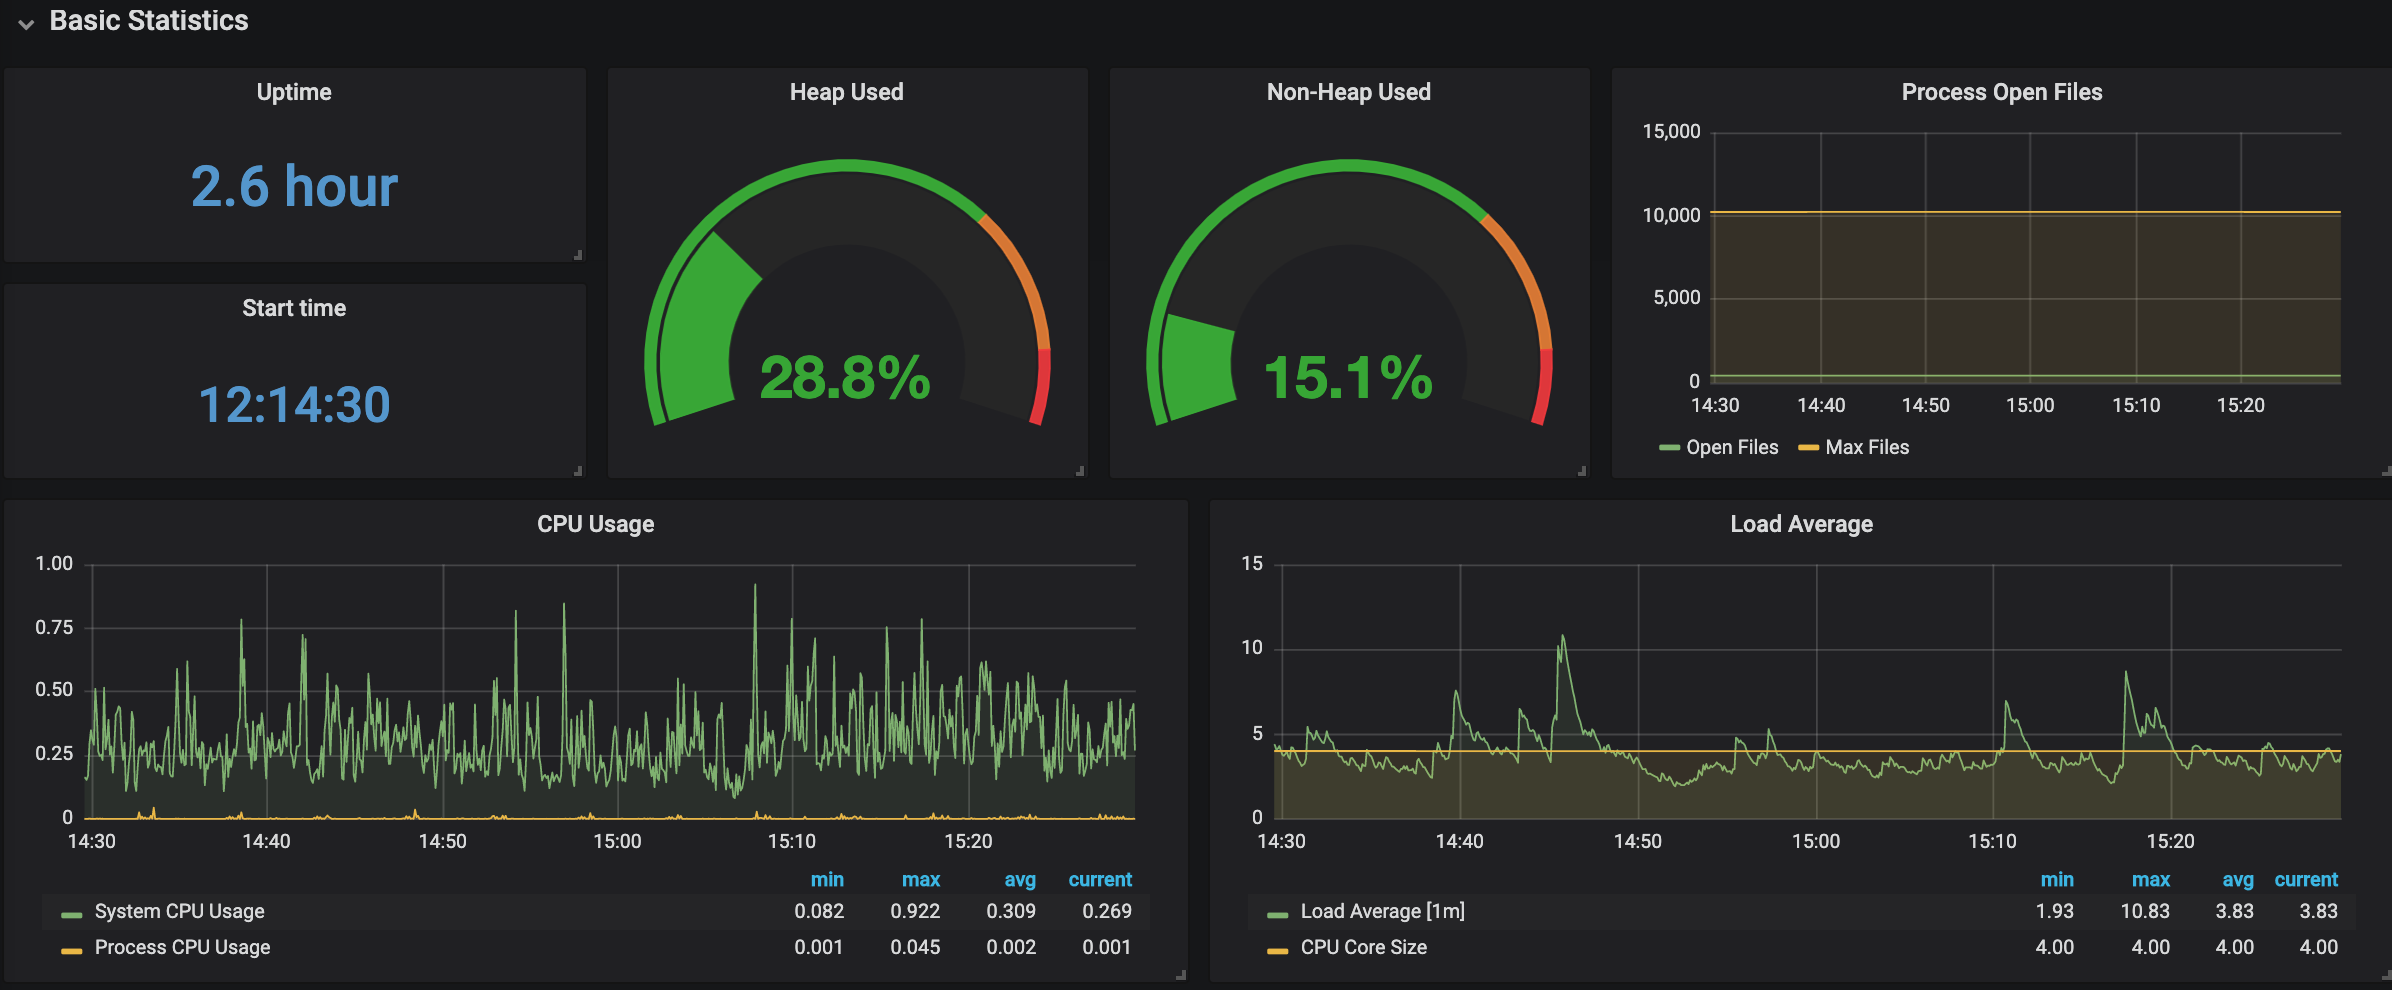 Basic Statistics
Uptime
2.6 hour
Start time
12:14:30
Heap Used
28.8%
Non-Heap Used
15.1%
Process Open Files
15,000
10,000
5,000
0
14:30 14:40 14:50 15:00 15:10 15:20
Open Files Max Files
CPU Usage
1.00
0.75
0.50
0.25
0
14:30 14:40 14:50 15:00 15:10 15:20
min max avg current
System CPU Usage 0.082 0.922 0.309 0.269
Process CPU Usage 0.001 0.045 0.002 0.001
Load Average
15
10
5
0
14:30 14:40 14:50 15:00 15:10 15:20
min max avg current
Load Average [1m] 1.93 10.83 3.83 3.83
CPU Core Size 4.00 4.00 4.00 4.00